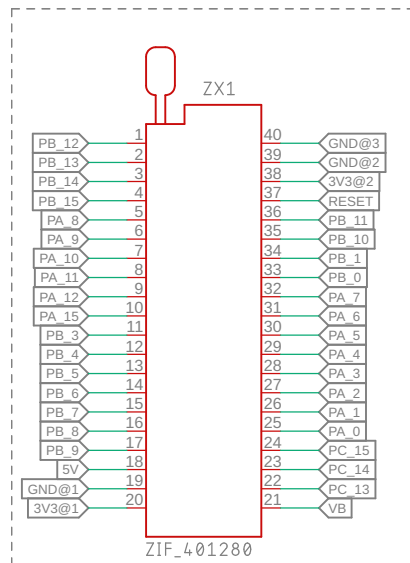 ZX1
PB_12 1 40 GND@3
PB_13 2 39 GND@2
PB_14 3 38 3V3@2
PB_15 4 37 RESET
PA_8 5 36 PB_11
PA_9 6 35 PB_10
PA_10 7 34 PB_1
PA_11 8 33 PB_0
PA_12 9 32 PA_7
PA_15 10 31 PA_6
PB_3 11 30 PA_5
PB_4 12 29 PA_4
PB_5 13 28 PA_3
PB_6 14 27 PA_2
PB_7 15 26 PA_1
PB_8 16 25 PA_0
PB_9 17 24 PC_15
5V 18 23 PC_14
GND@1 19 22 PC_13
3V3@1 20 21 VB
ZIF_401280